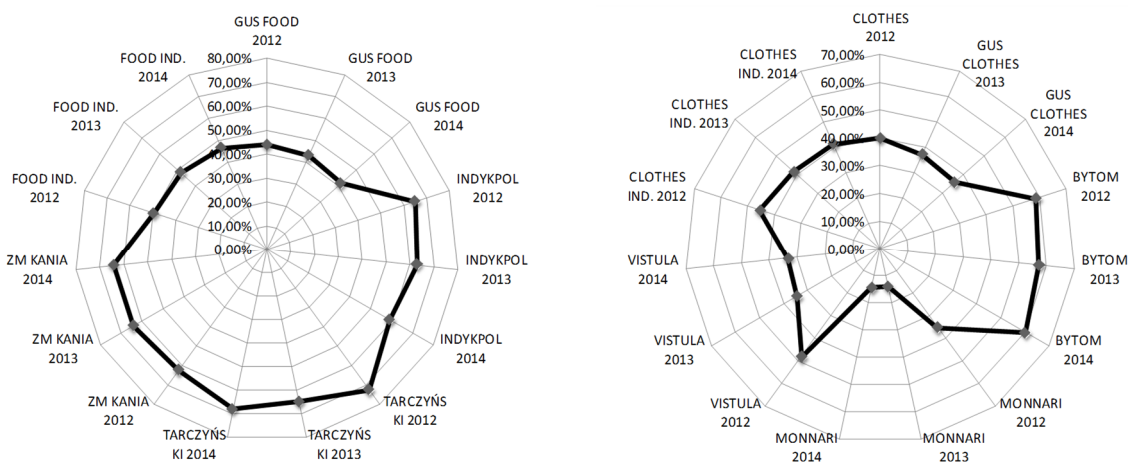 GUS FOOD
2012
GUS FOOD
2013
GUS FOOD
2014
INDYKPOL
2012
INDYKPOL
2013
INDYKPOL
2014
TARCZYŃS
KI 2012
TARCZYŃS
KI 2013
TARCZYŃS
KI 2014
ZM KANIA
2012
ZM KANIA
2013
ZM KANIA
2014
FOOD IND.
2012
FOOD IND.
2013
FOOD IND.
2014
80,00%
70,00%
60,00%
50,00%
40,00%
30,00%
20,00%
10,00%
0,00%
CLOTHES
2012
GUS
CLOTHES
2013
GUS
CLOTHES
2014
BYTOM
2012
BYTOM
2013
BYTOM
2014
MONNARI
2012
MONNARI
2013
MONNARI
2014
VISTULA
2012
VISTULA
2013
VISTULA
2014
CLOTHES
IND. 2012
CLOTHES
IND. 2013
CLOTHES
IND. 2014
70,00%
60,00%
50,00%
40,00%
30,00%
20,00%
10,00%
0,00%